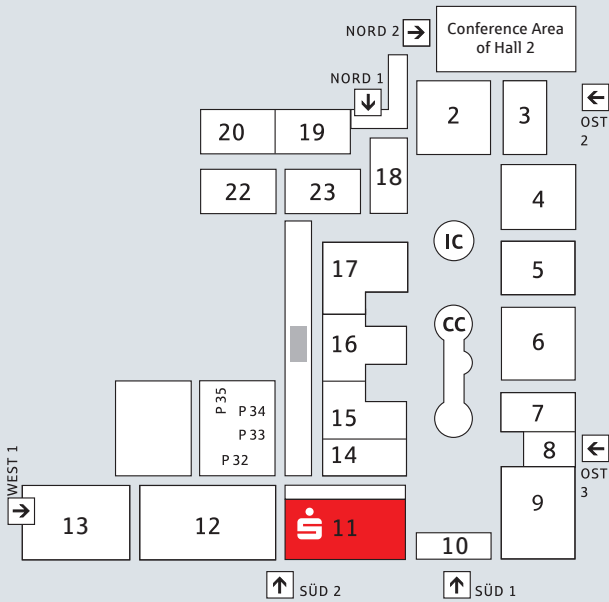 NORD 2
Conference Area
of Hall 2
NORD 1
20
19
2
3
OST
2
18
22
23
4
IC
17
5
CC
16
6
P 35
P 34
P 33
P 32
15
7
14
8
OST
3
WEST 1
13
12
11
10
9
SÜD 2
SÜD 1